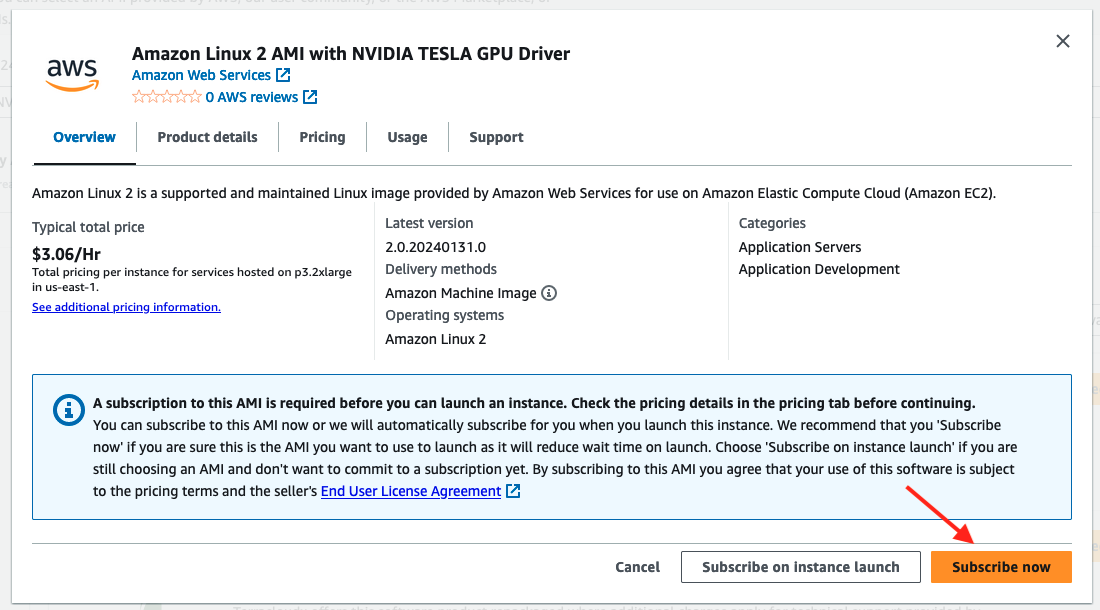 aws
Amazon Linux 2 AMI with NVIDIA TESLA GPU Driver
Amazon Web Services
0 AWS reviews
Overview
Product details
Pricing
Usage
Support
Amazon Linux 2 is a supported and maintained Linux image provided by Amazon Web Services for use on Amazon Elastic Compute Cloud (Amazon EC2).
Typical total price
$3.06/Hr
Total pricing per instance for services hosted on p3.2xlarge
in us-east-1.
See additional pricing information.
Latest version
2.0.20240131.0
Delivery methods
Amazon Machine Image
Operating systems
Amazon Linux 2
Categories
Application Servers
Application Development
A subscription to this AMI is required before you can launch an instance. Check the pricing details in the pricing tab before continuing.
You can subscribe to this AMI now or we will automatically subscribe for you when you launch this instance. We recommend that you 'Subscribe
now' if you are sure this is the AMI you want to use to launch as it will reduce wait time on launch. Choose 'Subscribe on instance launch' if you are
still choosing an AMI and don't want to commit to a subscription yet. By subscribing to this AMI you agree that your use of this software is subject
to the pricing terms and the seller's End User License Agreement
Cancel
Subscribe on instance launch
Subscribe now